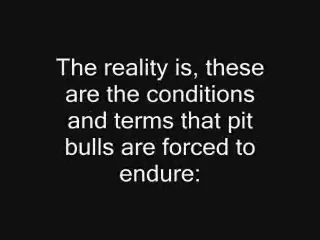 The reality is, these
are the conditions
and terms that pit
bulls are forced to
endure: